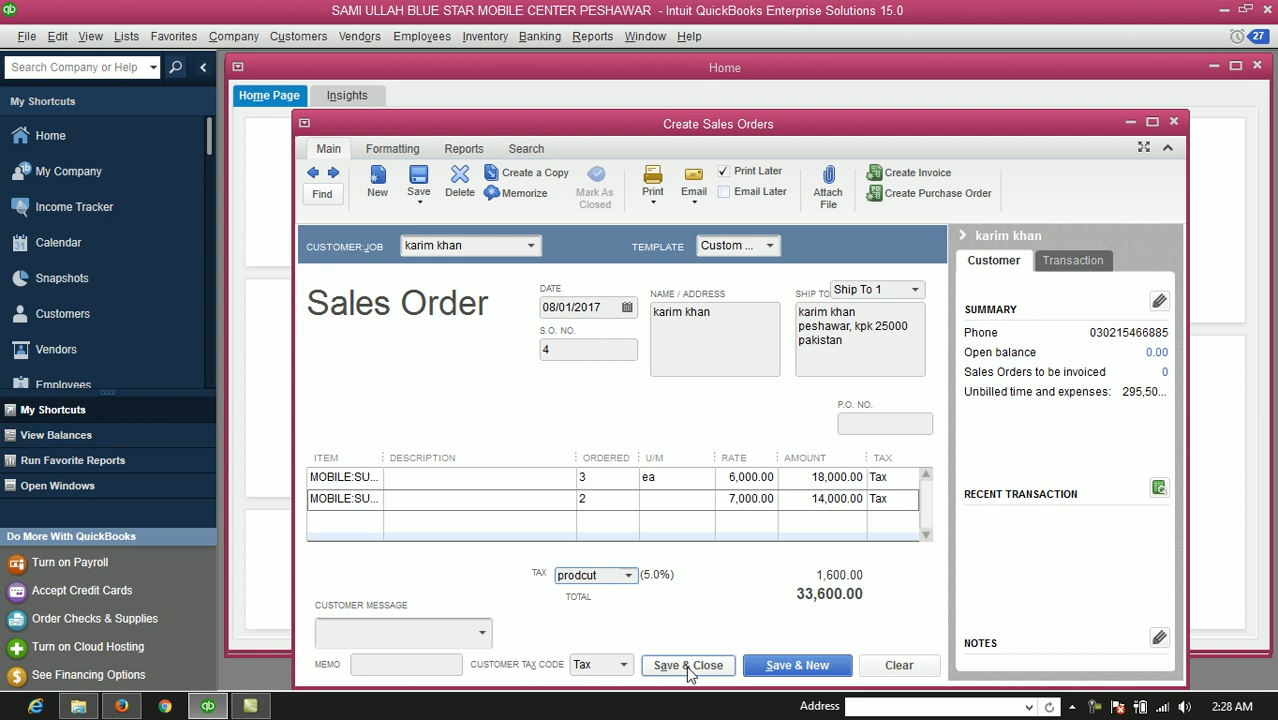 SAMI ULLAH BLUE STAR MOBILE CENTER PESHAWAR - Intuit QuickBooks Enterprise Solutions 15.0
File Edit View Lists Favorites Company Customers Vendors Employees Inventory Banking Reports Window Help 27
Search Company or Help
Home
My Shortcuts
Home Page Insights
Home
My Company
Income Tracker
Calendar
Snapshots
Customers
Vendors
Employees
My Shortcuts
View Balances
Run Favorite Reports
Open Windows
Do More With QuickBooks
Turn on Payroll
Accept Credit Cards
Order Checks & Supplies
Turn on Cloud Hosting
See Financing Options
Create Sales Orders
Main Formatting Reports Search
Find New Save Delete Create a Copy Memorize Mark As Closed Print Email Print Later Email Later Attach File Create Invoice Create Purchase Order
CUSTOMER:JOB karim khan TEMPLATE Custom ...
Sales Order
DATE
08/01/2017
S.O. NO.
4
NAME / ADDRESS
karim khan
SHIP TO Ship To 1
karim khan
peshawar, kpk 25000
pakistan
P.O. NO.
ITEM DESCRIPTION ORDERED U/M RATE AMOUNT TAX
MOBILE:SU... 3 ea 6,000.00 18,000.00 Tax
MOBILE:SU... 2 7,000.00 14,000.00 Tax
TAX prodcut (5.0%) 1,600.00
TOTAL 33,600.00
CUSTOMER MESSAGE
MEMO CUSTOMER TAX CODE Tax Save & Close Save & New Clear
karim khan
Customer Transaction
SUMMARY
Phone 030215466885
Open balance 0.00
Sales Orders to be invoiced 0
Unbilled time and expenses: 295,50...
RECENT TRANSACTION
NOTES
Address 2:28 AM